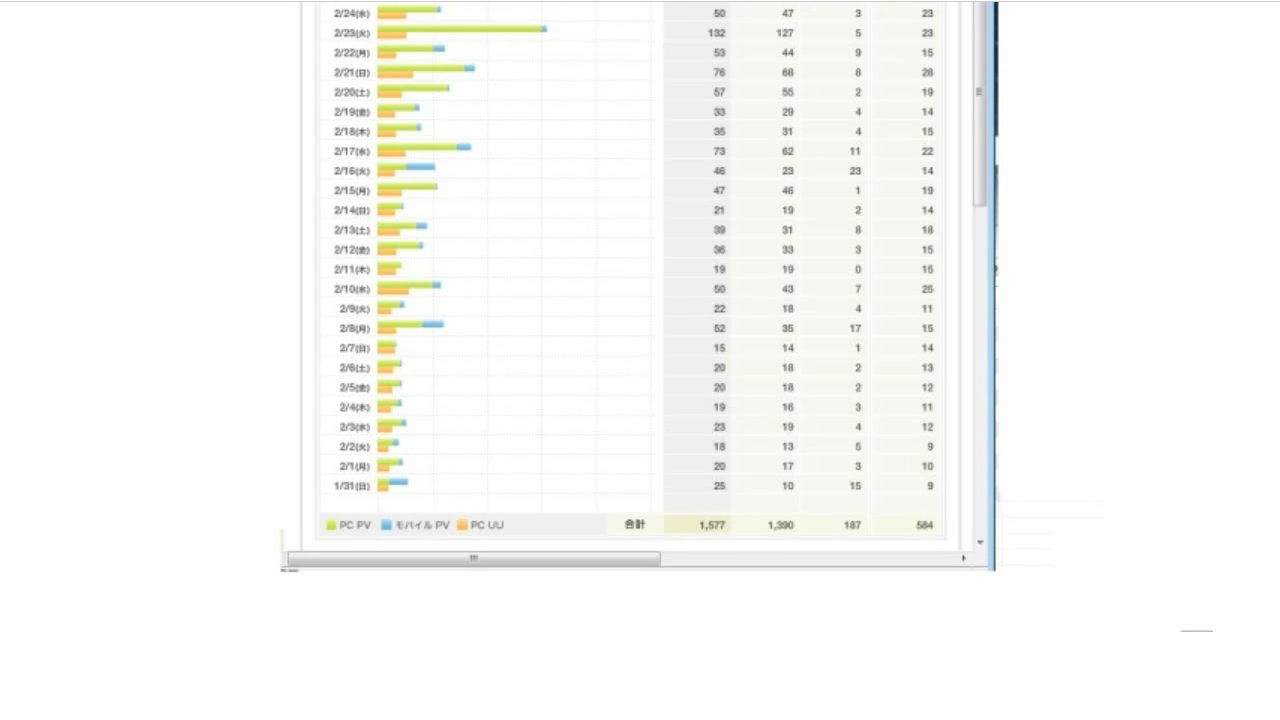 2/24(水) 50 47 3 23
2/23(火) 132 127 5 23
2/22(月) 53 44 9 15
2/21(日) 76 68 8 28
2/20(土) 57 55 2 19
2/19(金) 33 29 4 14
2/18(木) 35 31 4 15
2/17(水) 73 62 11 22
2/16(火) 46 23 23 14
2/15(月) 47 46 1 19
2/14(日) 21 19 2 14
2/13(土) 39 31 8 18
2/12(金) 36 33 3 15
2/11(木) 19 19 0 15
2/10(水) 50 43 7 25
2/9(火) 22 18 4 11
2/8(月) 52 35 17 15
2/7(日) 15 14 1 14
2/6(土) 20 18 2 13
2/5(金) 20 18 2 12
2/4(木) 19 16 3 11
2/3(水) 23 19 4 12
2/2(火) 18 13 5 9
2/1(月) 20 17 3 10
1/31(日) 25 10 15 9
PC PV モバイル PV PC UU 合計 1,577 1,390 187 584